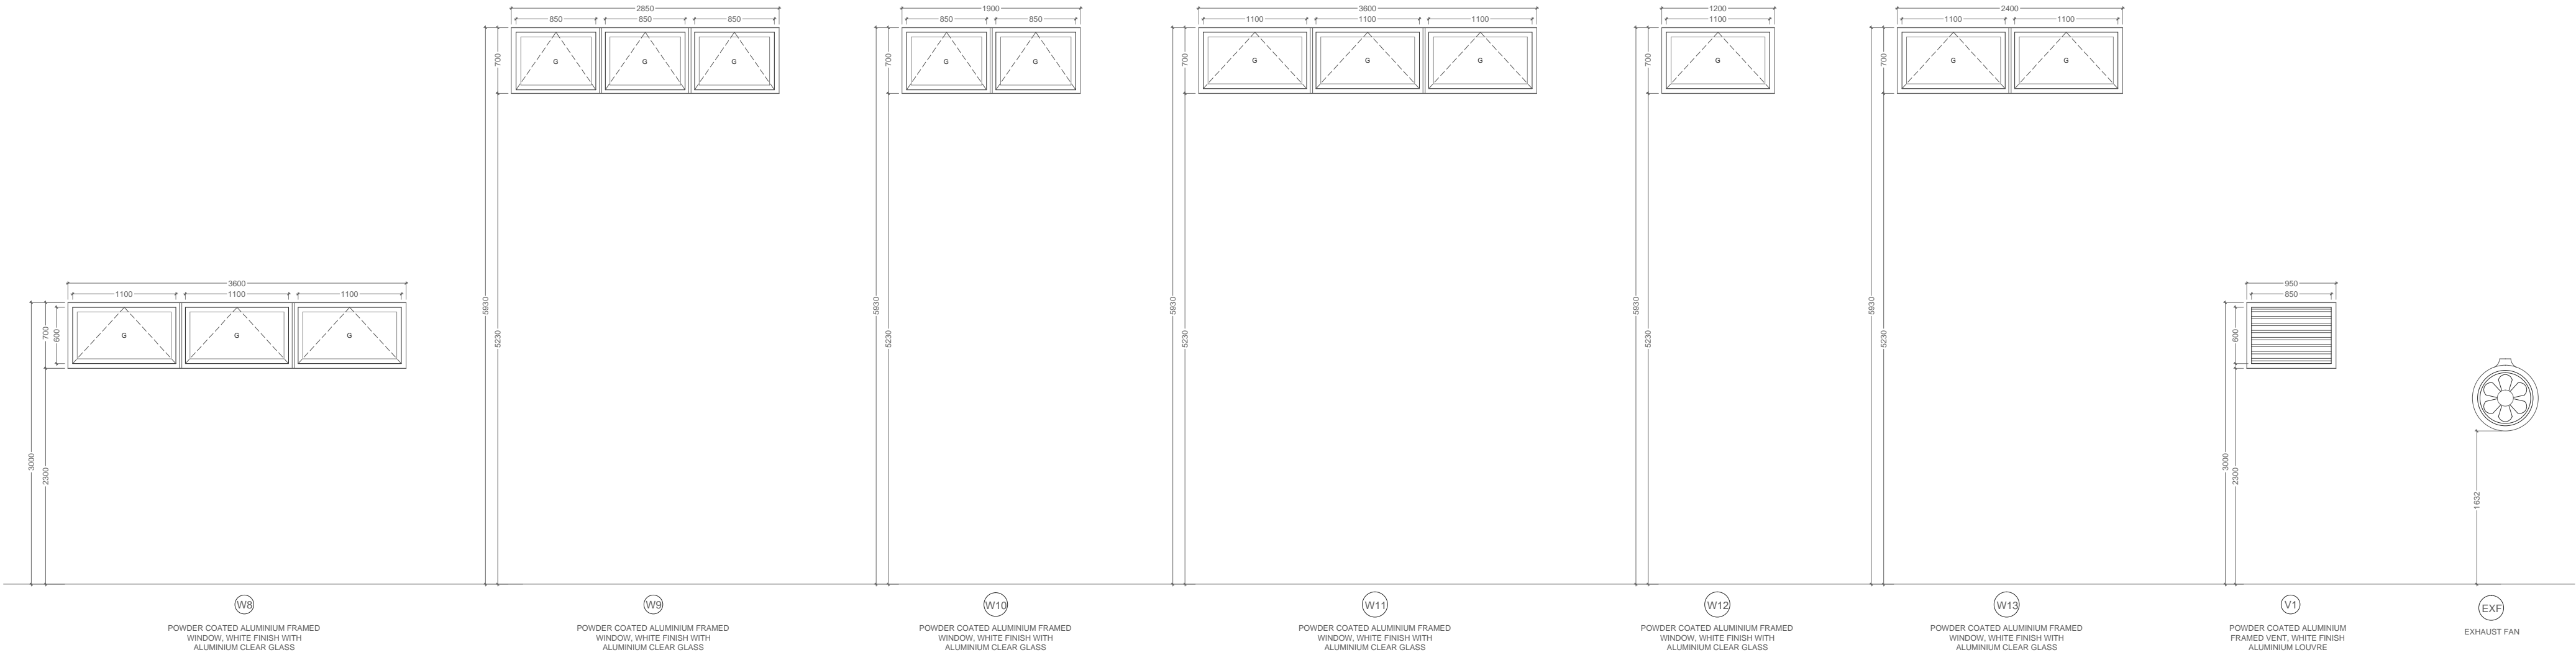 3600
1100
1100
1100
3000
2300
700
600
G
G
G
W8
POWDER COATED ALUMINIUM FRAMED
WINDOW, WHITE FINISH WITH
ALUMINIUM CLEAR GLASS
2850
850
850
850
5930
5230
700
G
G
G
W9
POWDER COATED ALUMINIUM FRAMED
WINDOW, WHITE FINISH WITH
ALUMINIUM CLEAR GLASS
1900
850
850
5930
5230
700
G
G
W10
POWDER COATED ALUMINIUM FRAMED
WINDOW, WHITE FINISH WITH
ALUMINIUM CLEAR GLASS
3600
1100
1100
1100
5930
5230
700
G
G
G
W11
POWDER COATED ALUMINIUM FRAMED
WINDOW, WHITE FINISH WITH
ALUMINIUM CLEAR GLASS
1200
1100
5930
5230
700
G
W12
POWDER COATED ALUMINIUM FRAMED
WINDOW, WHITE FINISH WITH
ALUMINIUM CLEAR GLASS
2400
1100
1100
5930
5230
700
G
G
W13
POWDER COATED ALUMINIUM FRAMED
WINDOW, WHITE FINISH WITH
ALUMINIUM CLEAR GLASS
950
850
3000
2300
600
V1
POWDER COATED ALUMINIUM
FRAMED VENT, WHITE FINISH
ALUMINIUM LOUVRE
1632
EXF
EXHAUST FAN